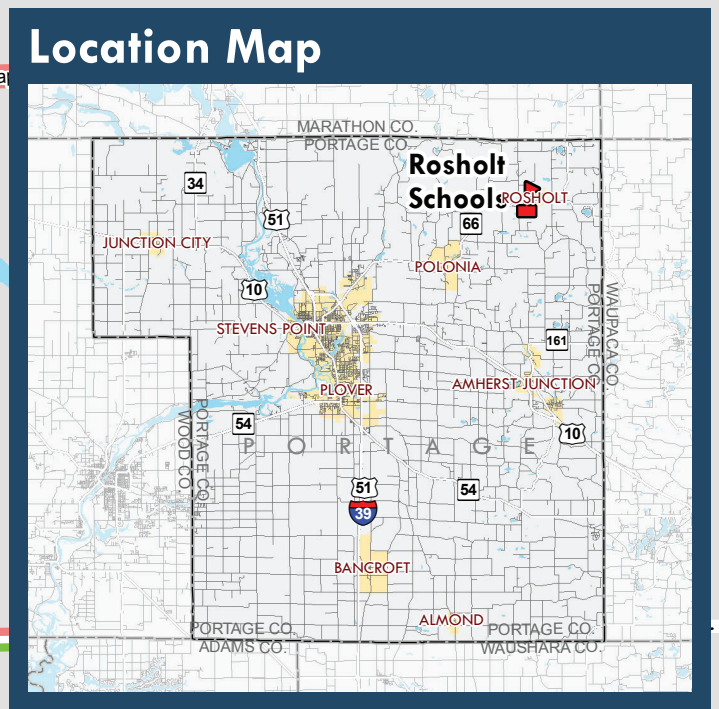 Location Map
MARATHON CO.
PORTAGE CO.
Rosholt
Schools
ROSHOLT
34
66
51
JUNCTION CITY
POLONIA
10
WAUPACA CO.
PORTAGE CO.
STEVENS POINT
161
AMHERST JUNCTION
PLOVER
PORTAGE CO.
WOOD CO.
54
10
PORTAGE
51
54
39
BANCROFT
ALMOND
PORTAGE CO.
PORTAGE CO.
ADAMS CO.
WAUSHARA CO.